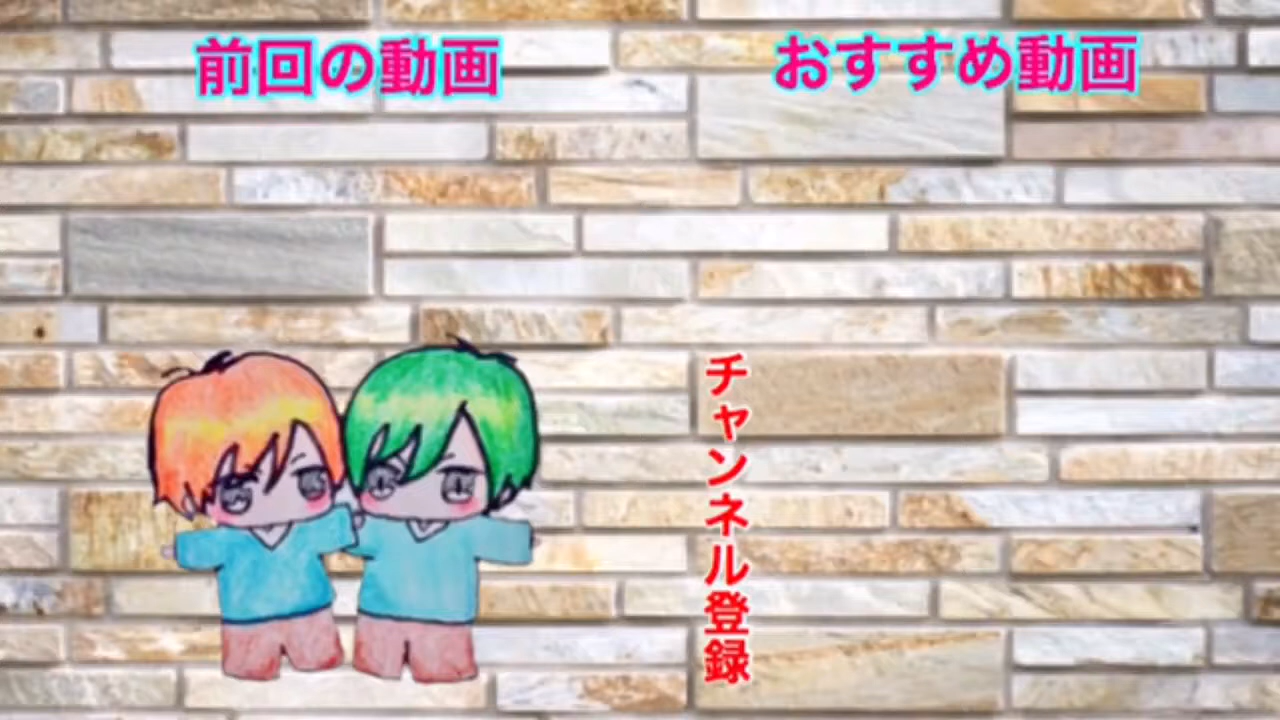 前回の動画
おすすめ動画
チャンネル登録